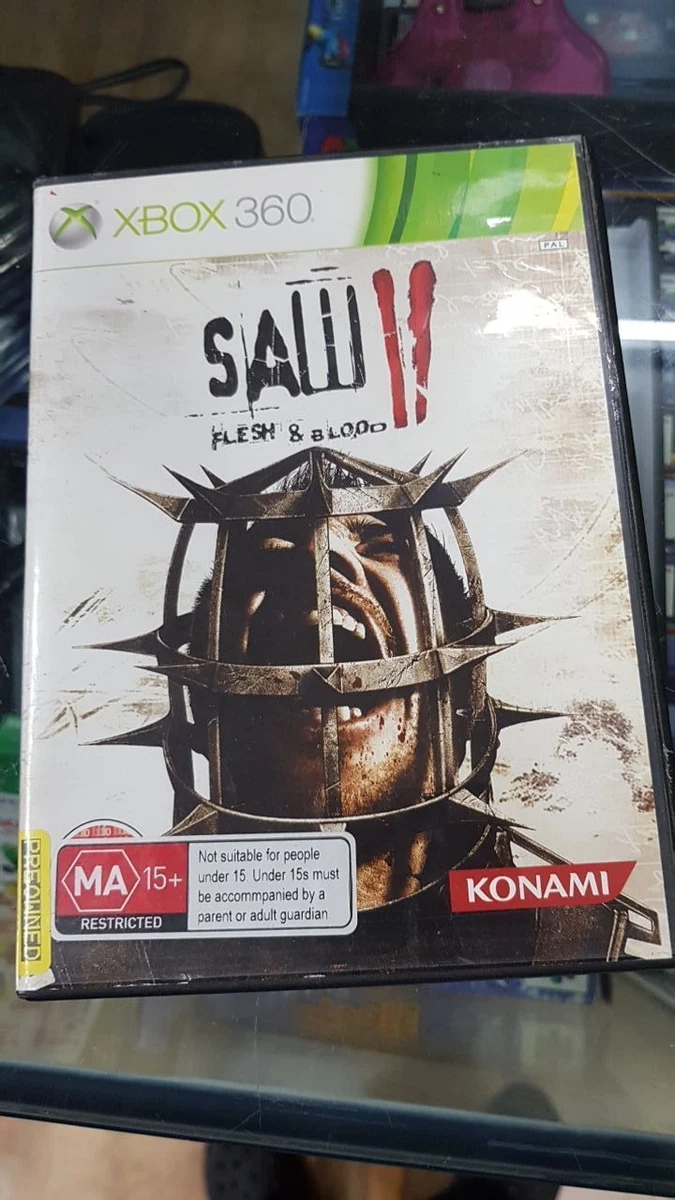 XBOX 360
PAL
SAW II
FLESH & BLOOD
MA 15+
RESTRICTED
Not suitable for people
under 15. Under 15s must
be accommpanied by a
parent or adult guardian
KONAMI
PREOWNED